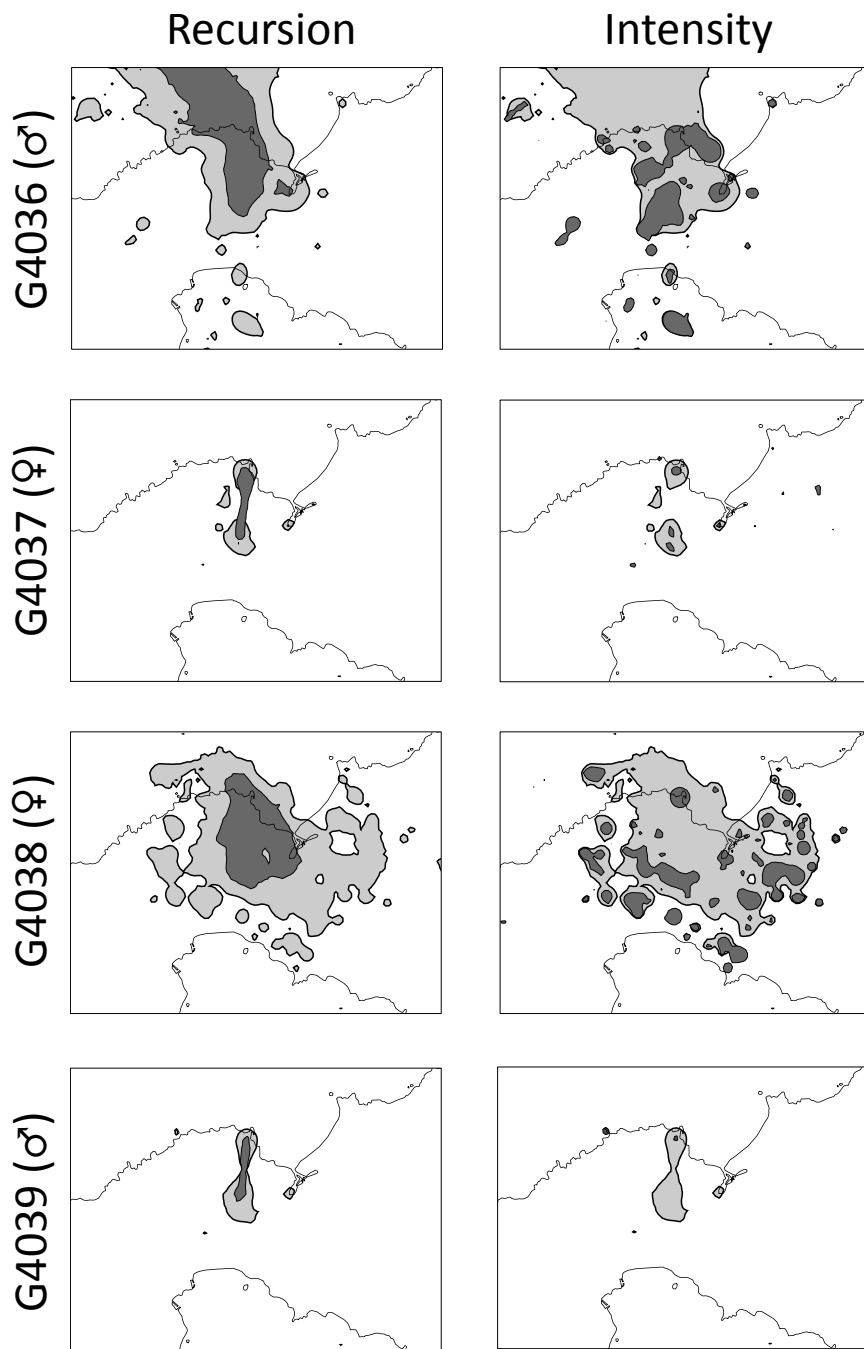 Recursion Intensity
G4036 (♂)
G4037 (♀)
G4038 (♀)
G4039 (♂)